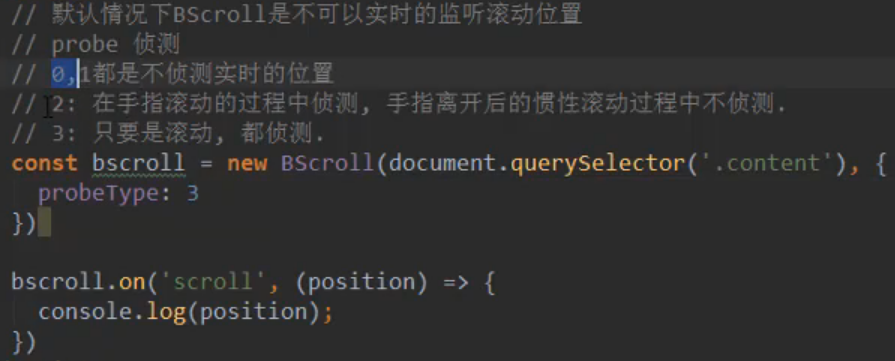 // 默认情况下BScroll是不可以实时的监听滚动位置
// probe 侦测
// 0,1都是不侦测实时的位置
// 2: 在手指滚动的过程中侦测, 手指离开后的惯性滚动过程中不侦测.
// 3: 只要是滚动, 都侦测.
const bscroll = new BScroll(document.querySelector('.content'), {
  probeType: 3
})

bscroll.on('scroll', (position) => {
  console.log(position);
})